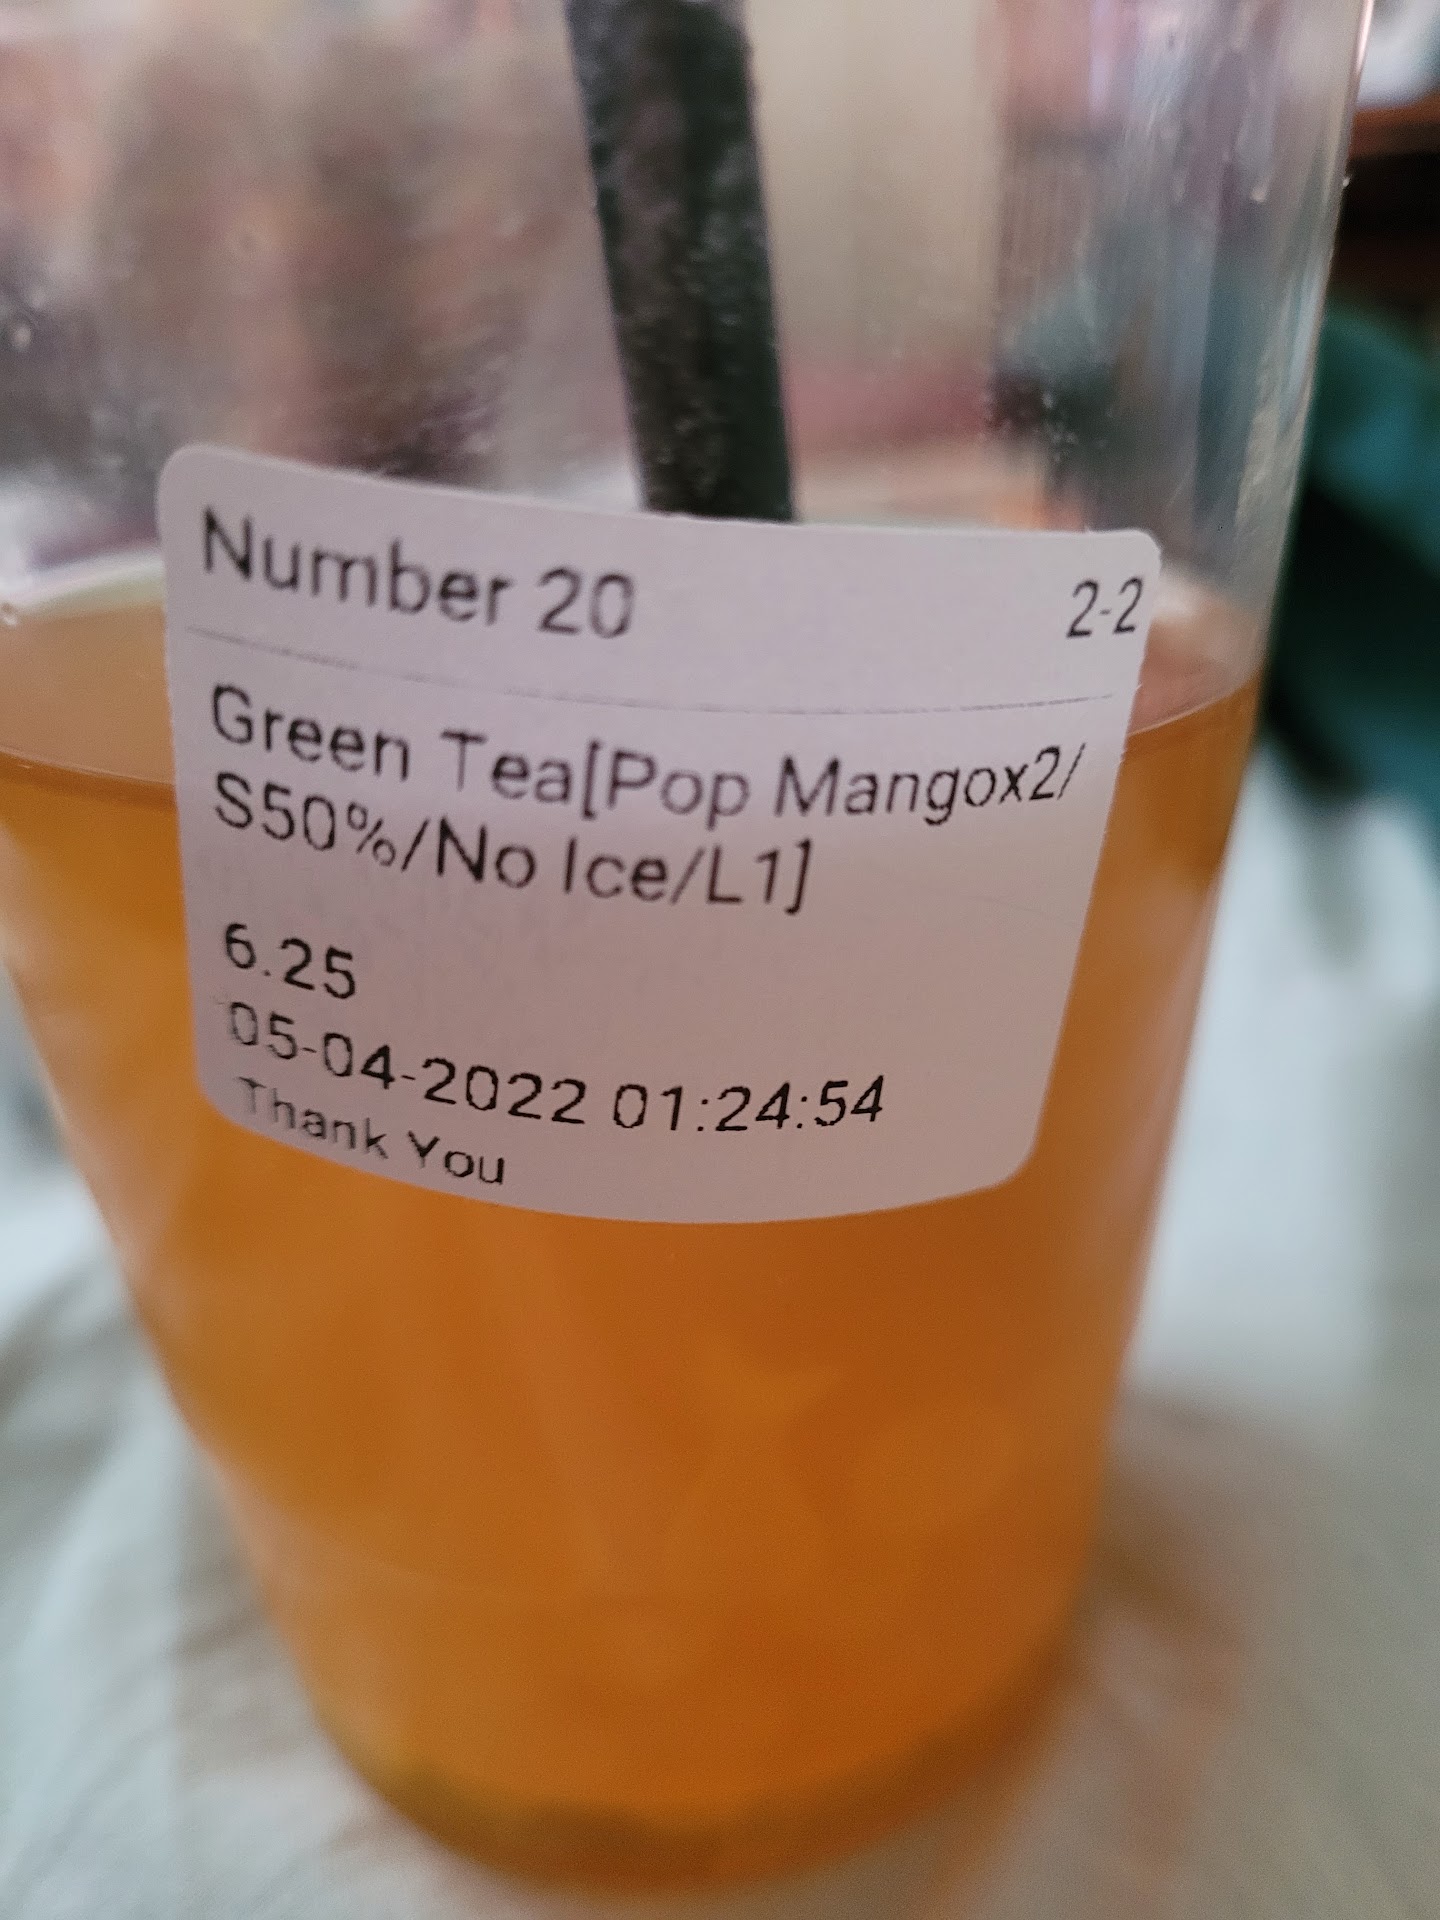 Number 20
2-2
Green Tea[Pop Mangox2/
S50%/No Ice/L1]
6.25
05-04-2022 01:24:54
Thank You